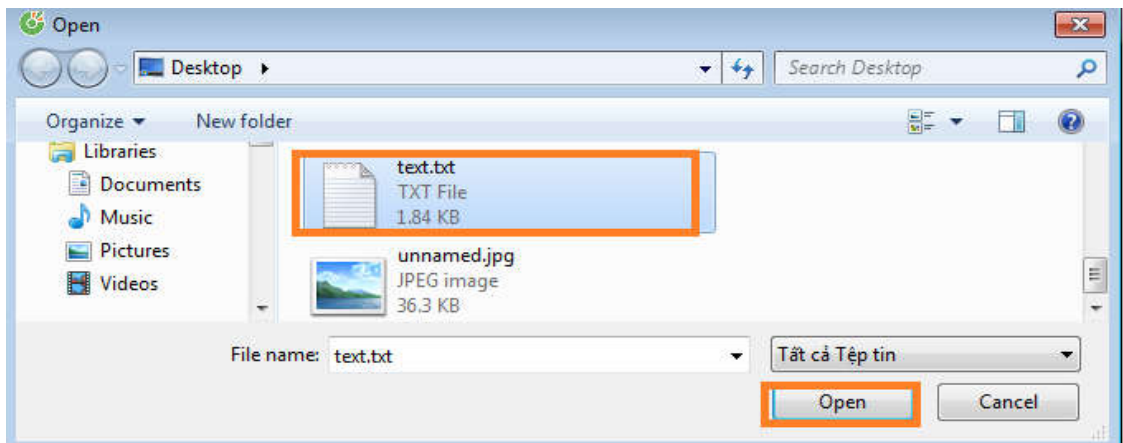 Open
Desktop
Search Desktop
Organize
New folder
Libraries
Documents
Music
Pictures
Videos
text.txt
TXT File
1.84 KB
unnamed.jpg
JPEG image
36.3 KB
File name: text.txt
Tất cả Tệp tin
Open
Cancel